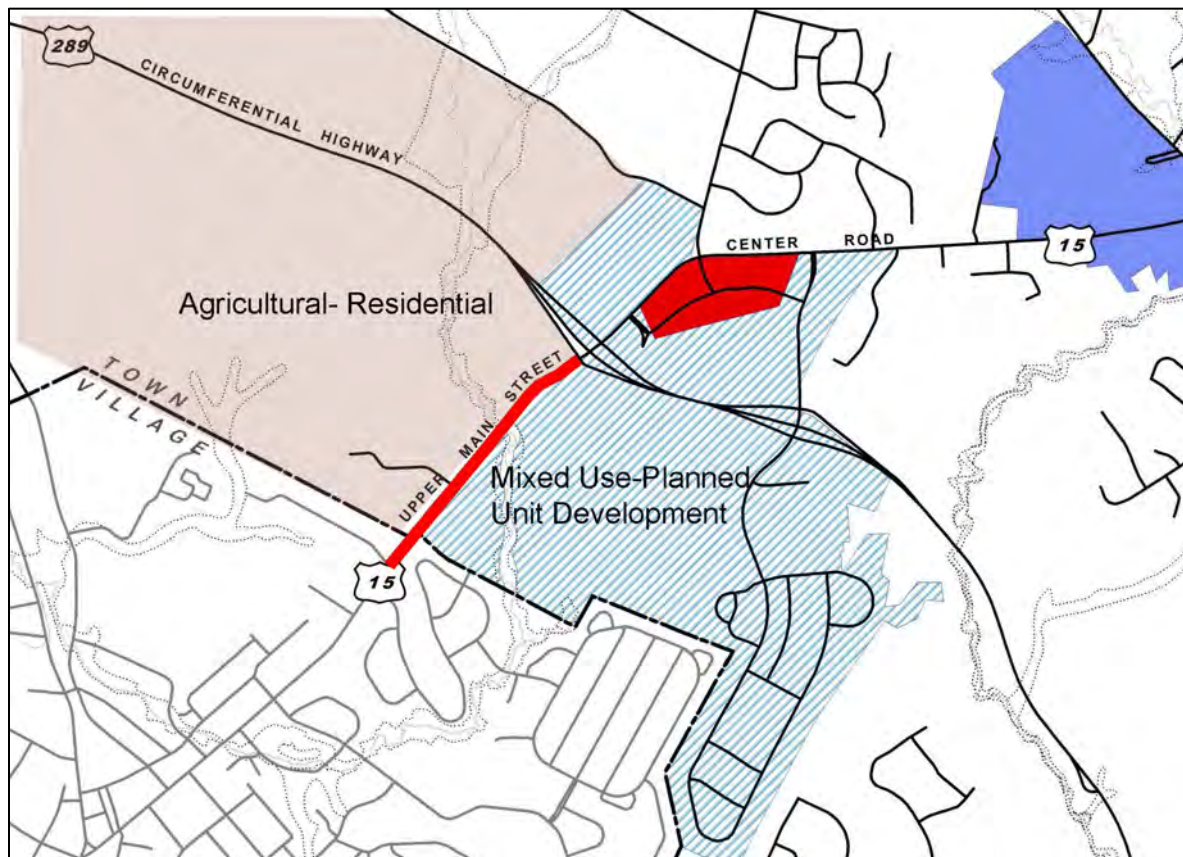 289
CIRCUMFERENTIAL HIGHWAY
CENTER ROAD
15
Agricultural- Residential
UPPER MAIN STREET
TOWN
VILLAGE
Mixed Use-Planned
Unit Development
15